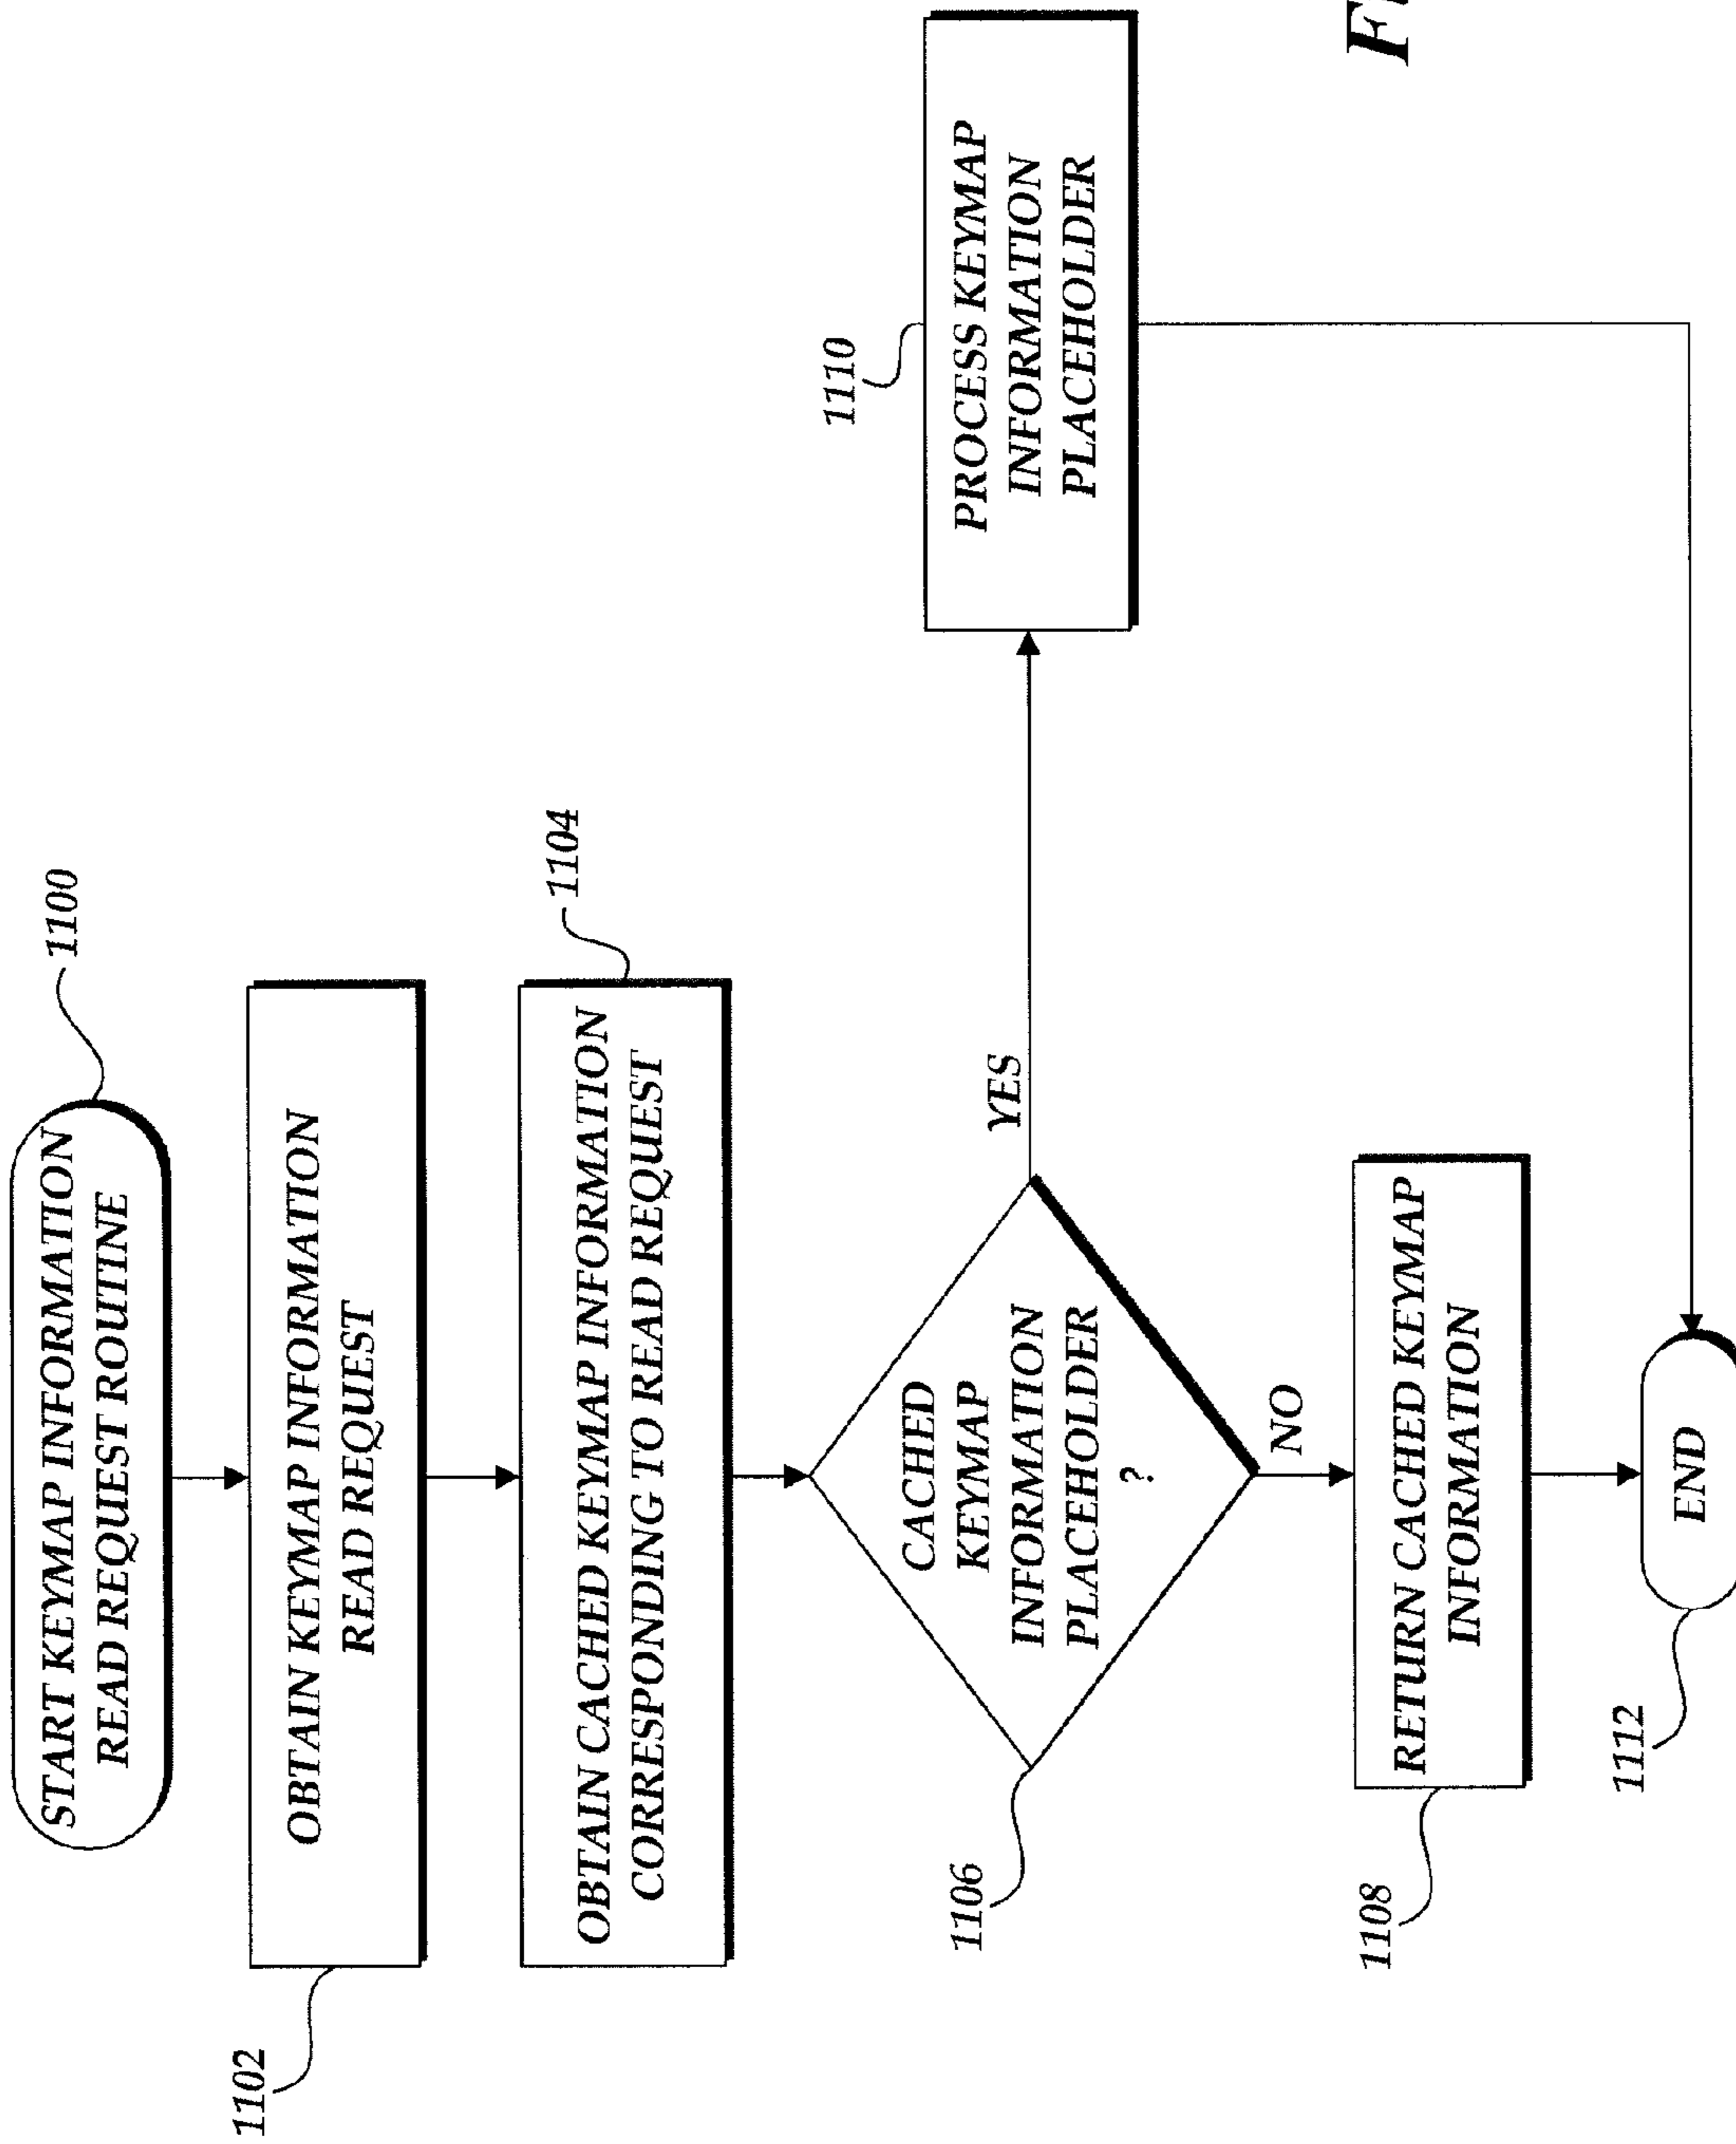 START KEYMAP INFORMATION
READ REQUEST ROUTINE
1100
OBTAIN KEYMAP INFORMATION
READ REQUEST
1102
OBTAIN CACHED KEYMAP INFORMATION
CORRESPONDING TO READ REQUEST
1104
CACHED
KEYMAP
INFORMATION
PLACEHOLDER
?
1106
YES
PROCESS KEYMAP
INFORMATION
PLACEHOLDER
1110
NO
RETURN CACHED KEYMAP
INFORMATION
1108
END
1112